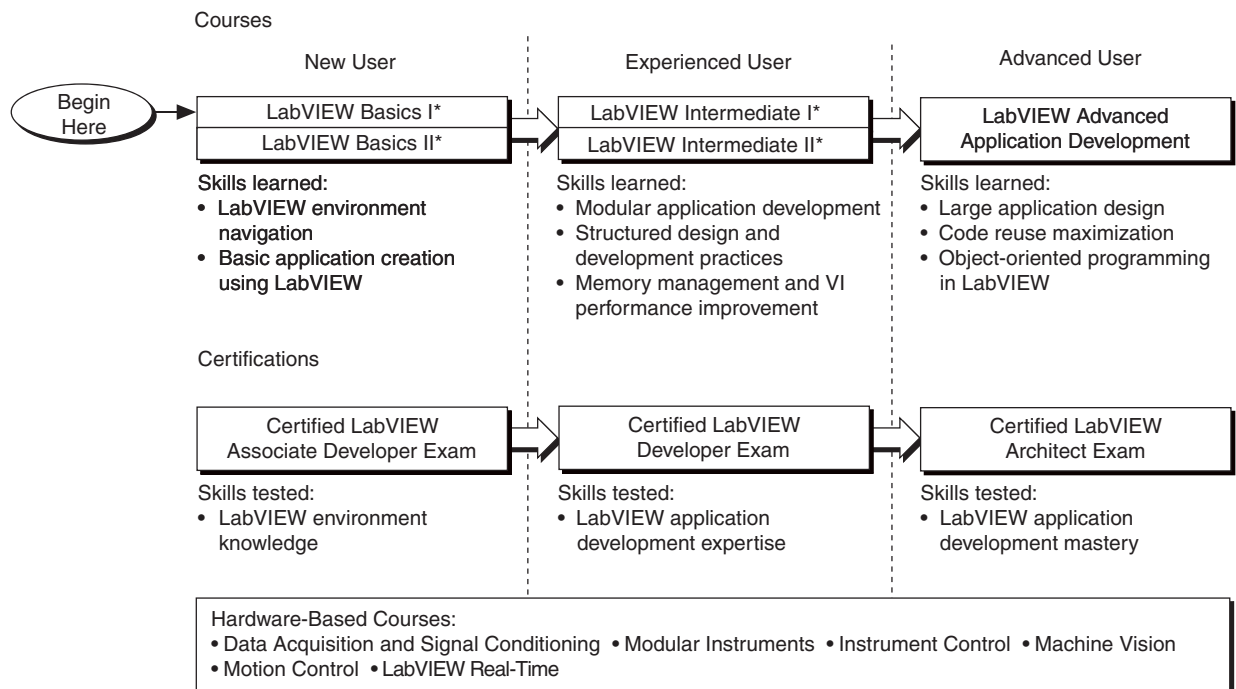 Courses
New User
Experienced User
Advanced User
Begin
Here
LabVIEW Basics I*
LabVIEW Basics II*
LabVIEW Intermediate I*
LabVIEW Intermediate II*
LabVIEW Advanced
Application Development
Skills learned:
• LabVIEW environment
navigation
• Basic application creation
using LabVIEW
Skills learned:
• Modular application development
• Structured design and
development practices
• Memory management and VI
performance improvement
Skills learned:
• Large application design
• Code reuse maximization
• Object-oriented programming
in LabVIEW
Certifications
Certified LabVIEW
Associate Developer Exam
Certified LabVIEW
Developer Exam
Certified LabVIEW
Architect Exam
Skills tested:
• LabVIEW environment
knowledge
Skills tested:
• LabVIEW application
development expertise
Skills tested:
• LabVIEW application
development mastery
Hardware-Based Courses:
• Data Acquisition and Signal Conditioning • Modular Instruments • Instrument Control • Machine Vision
• Motion Control • LabVIEW Real-Time